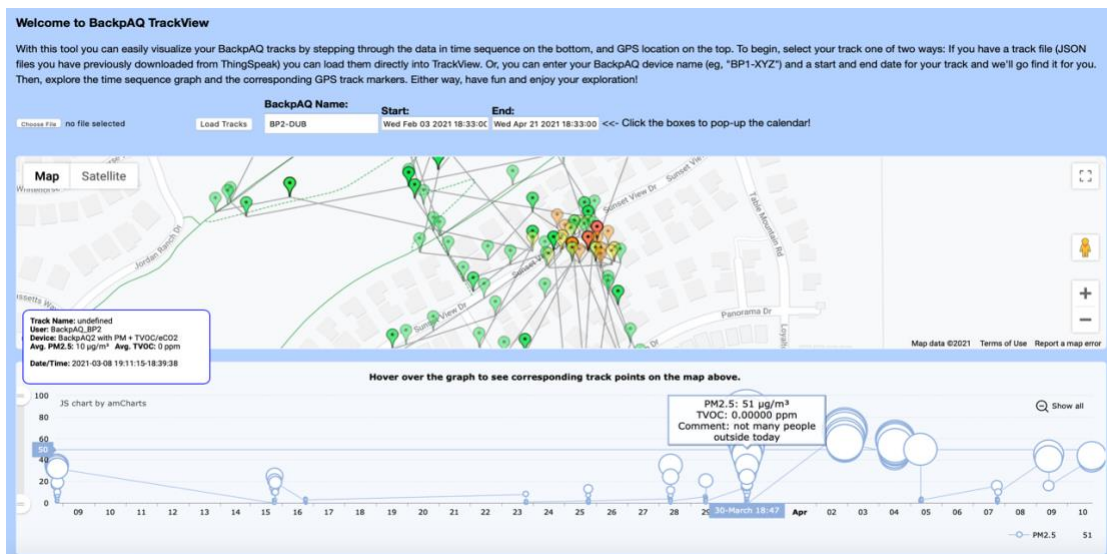 Welcome to BackpAQ TrackView
With this tool you can easily visualize your BackpAQ tracks by stepping through the data in time sequence on the bottom, and GPS location on the top. To begin, select your track one of two ways: If you have a track file (JSON
files you have previously downloaded from ThingSpeak) you can load them directly into TrackView. Or, you can enter your BackpAQ device name (eg, "BP1-XYZ") and a start and end date for your track and we'll go find it for you.
Then, explore the time sequence graph and the corresponding GPS track markers. Either way, have fun and enjoy your exploration!
BackpAQ Name: Start: End:
Choose File no file selected Load Tracks BP2-DUB Wed Feb 03 2021 18:33:00 Wed Apr 21 2021 18:33:00 <<- Click the boxes to pop-up the calendar!
Map Satellite
Jordan Ranch Dr
Sunset View Dr
Sunset View
Sunset View Dr
Sunset View Dr
Table Mountain Rd
Panorama Dr
Map data ©2021 Terms of Use Report a map error
Track Name: undefined
User: BackpAQ_BP2
Device: BackpAQ2 with PM + TVOC/eCO2
Avg. PM2.5: 10 µg/m³ Avg. TVOC: 0 ppm
Date/Time: 2021-03-08 19:11:15-18:39:38
Hover over the graph to see corresponding track points on the map above.
JS chart by amCharts
Show all
PM2.5: 51 µg/m³
TVOC: 0.00000 ppm
Comment: not many people
outside today
100
80
60
50
40
20
0
09 10 11 12 13 14 15 16 17 18 19 20 21 22 23 24 25 26 27 28 29 30-March 18:47 Apr 02 03 04 05 06 07 08 09 10
PM2.5 51